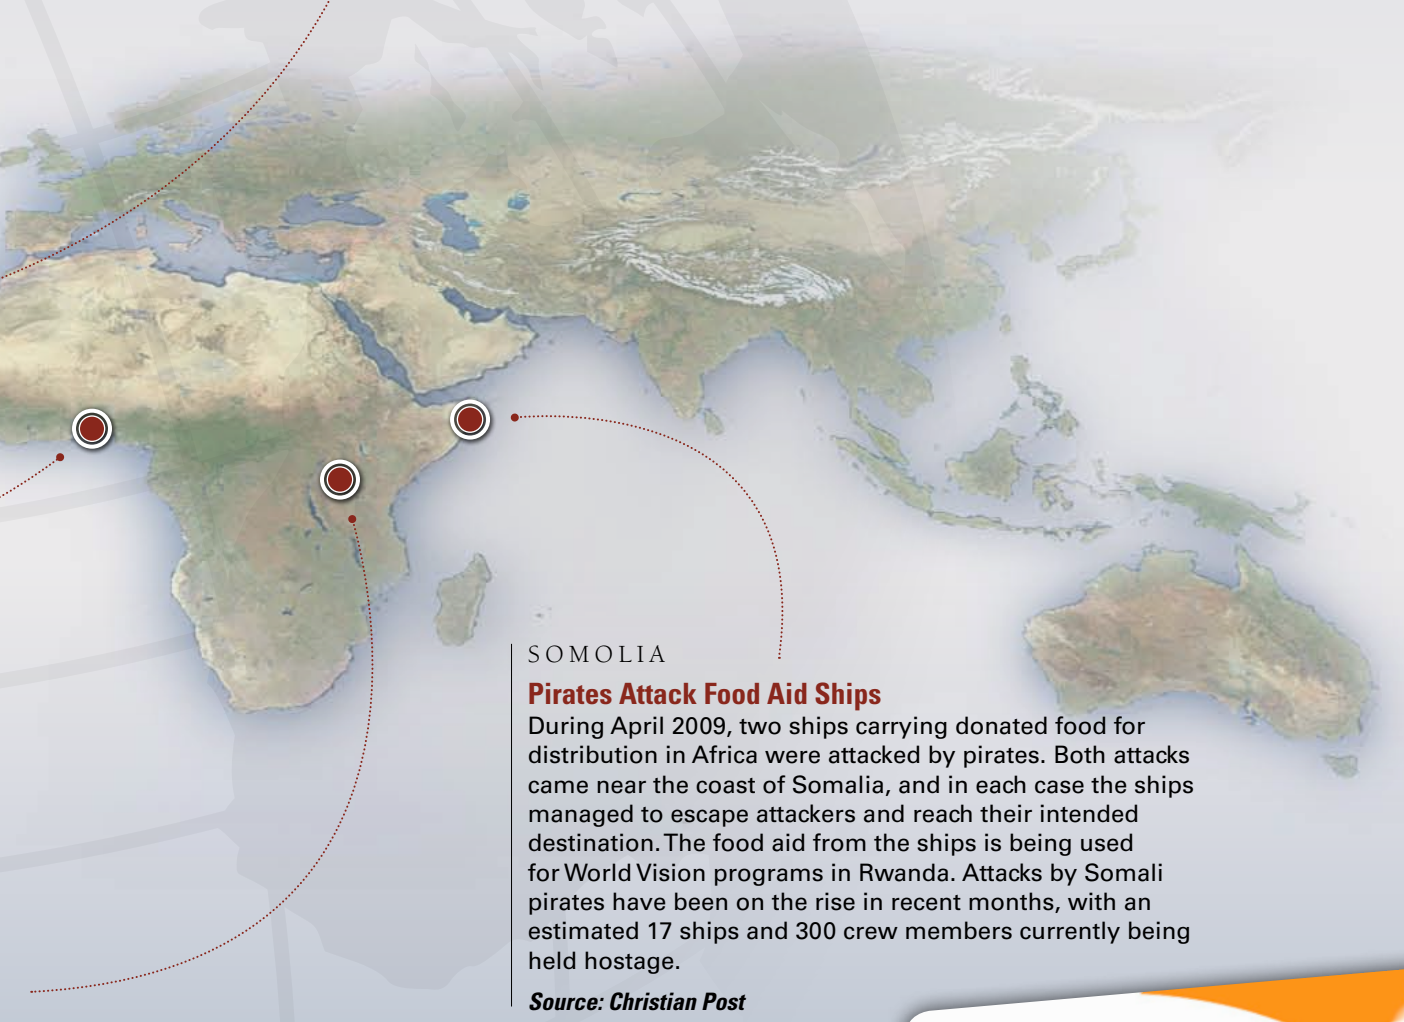 SOMOLIA
Pirates Attack Food Aid Ships
During April 2009, two ships carrying donated food for
distribution in Africa were attacked by pirates. Both attacks
came near the coast of Somalia, and in each case the ships
managed to escape attackers and reach their intended
destination. The food aid from the ships is being used
for World Vision programs in Rwanda. Attacks by Somali
pirates have been on the rise in recent months, with an
estimated 17 ships and 300 crew members currently being
held hostage.
Source: Christian Post